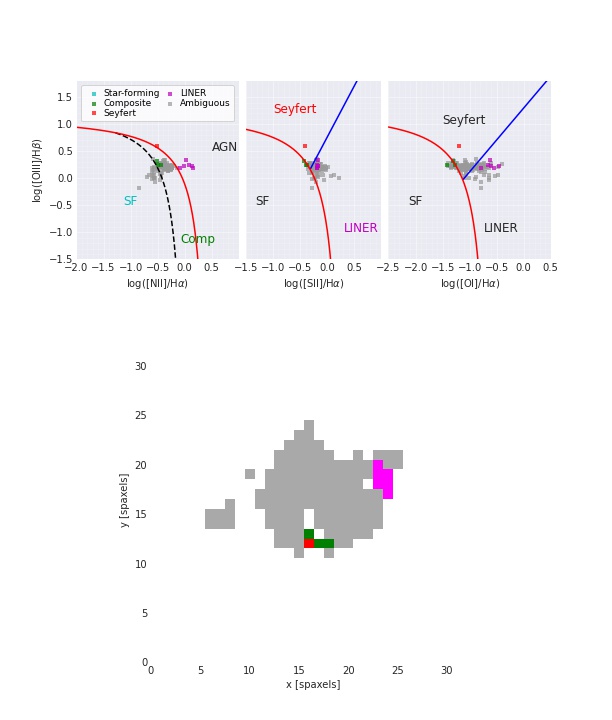 Star-forming LINER
Composite Ambiguous
Seyfert
AGN
SF
Comp
log([OIII]/Hβ)
1.5
1.0
0.5
0.0
−0.5
−1.0
−1.5
−2.0 −1.5 −1.0 −0.5 0.0 0.5
log([NII]/Hα)
Seyfert
SF
LINER
−1.0 −0.5 0.0 0.5
log([SII]/Hα)
Seyfert
SF
LINER
−2.5 −2.0 −1.5 −1.0 −0.5 0.0 0.5
log([OI]/Hα)
30
25
20
15
10
5
0
y [spaxels]
0 5 10 15 20 25 30
x [spaxels]